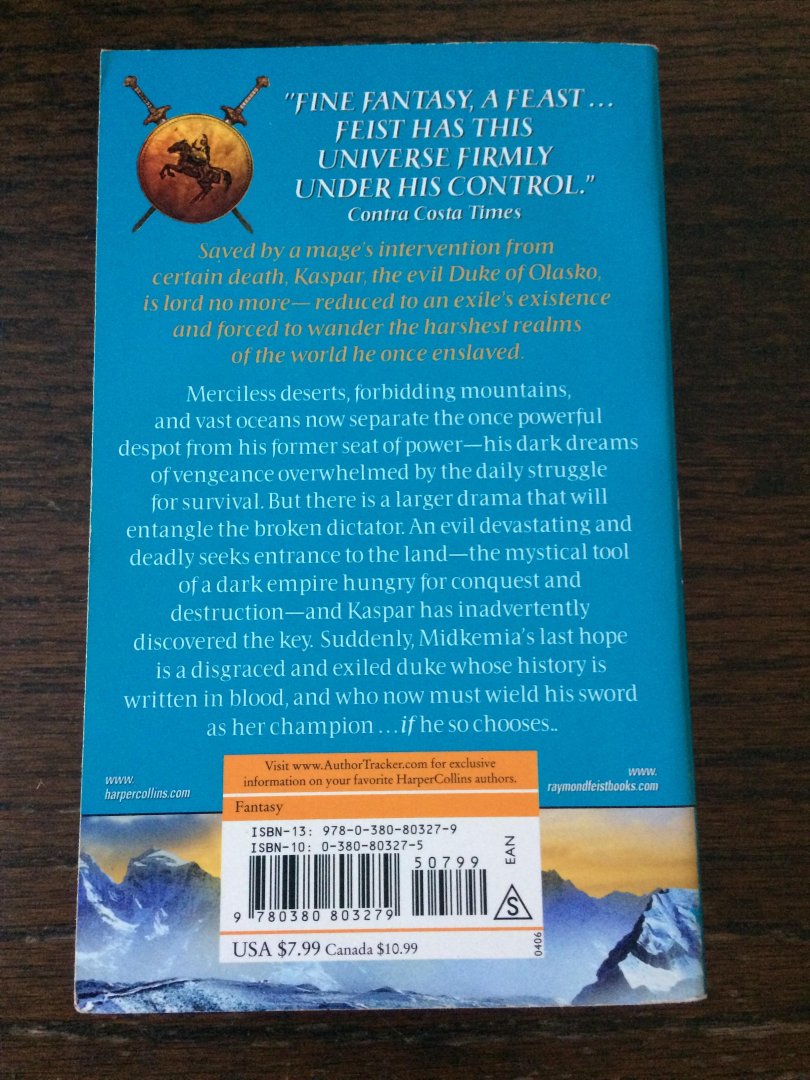 "FINE FANTASY, A FEAST...
FEIST HAS THIS
UNIVERSE FIRMLY
UNDER HIS CONTROL."
Contra Costa Times
Saved by a mage's intervention from
certain death, Kaspar, the evil Duke of Olasko,
is lord no more—reduced to an exile's existence
and forced to wander the harshest realms
of the world he once enslaved.
Merciless deserts, forbidding mountains,
and vast oceans now separate the once powerful
despot from his former seat of power—his dark dreams
of vengeance overwhelmed by the daily struggle
for survival. But there is a larger drama that will
entangle the broken dictator. An evil devastating and
deadly seeks entrance to the land—the mystical tool
of a dark empire hungry for conquest and
destruction—and Kaspar has inadvertently
discovered the key. Suddenly, Midkemia's last hope
is a disgraced and exiled duke whose history is
written in blood, and who now must wield his sword
as her champion...if he so chooses..
www.
harpercollins.com
Visit www.AuthorTracker.com for exclusive
information on your favorite HarperCollins authors.
www.
raymondfeistbooks.com
Fantasy
ISBN-13: 978-0-380-80327-9
ISBN-10: 0-380-80327-5
50799
EAN
S
9 780380 803279
USA $7.99 Canada $10.99
0406